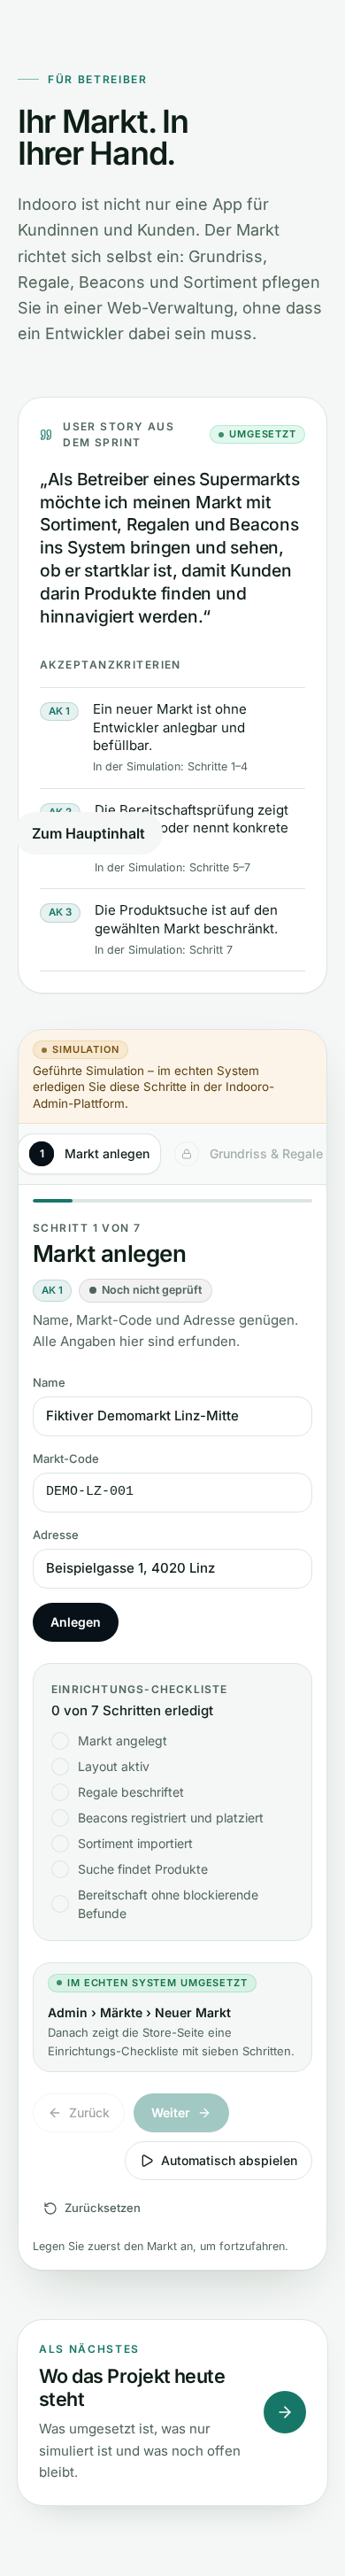 FÜR BETREIBER
Ihr Markt. In
Ihrer Hand.
Indooro ist nicht nur eine App für
Kundinnen und Kunden. Der Markt
richtet sich selbst ein: Grundriss,
Regale, Beacons und Sortiment pflegen
Sie in einer Web-Verwaltung, ohne dass
ein Entwickler dabei sein muss.
USER STORY AUS
DEM SPRINT
UMGESETZT
„Als Betreiber eines Supermarkts
möchte ich meinen Markt mit
Sortiment, Regalen und Beacons
ins System bringen und sehen,
ob er startklar ist, damit Kunden
darin Produkte finden und
hinnavigiert werden.“
AKZEPTANZKRITERIEN
AK 1
Ein neuer Markt ist ohne
Entwickler anlegbar und
befüllbar.
In der Simulation: Schritte 1–4
AK 2
Die Bereitschaftsprüfung zeigt
oder nennt konkrete
Zum Hauptinhalt
In der Simulation: Schritte 5–7
AK 3
Die Produktsuche ist auf den
gewählten Markt beschränkt.
In der Simulation: Schritt 7
SIMULATION
Geführte Simulation – im echten System
erledigen Sie diese Schritte in der Indooro-
Admin-Plattform.
1 Markt anlegen
Grundriss & Regale
SCHRITT 1 VON 7
Markt anlegen
AK 1
Noch nicht geprüft
Name, Markt-Code und Adresse genügen.
Alle Angaben hier sind erfunden.
Name
Fiktiver Demomarkt Linz-Mitte
Markt-Code
DEMO-LZ-001
Adresse
Beispielgasse 1, 4020 Linz
Anlegen
EINRICHTUNGS-CHECKLISTE
0 von 7 Schritten erledigt
Markt angelegt
Layout aktiv
Regale beschriftet
Beacons registriert und platziert
Sortiment importiert
Suche findet Produkte
Bereitschaft ohne blockierende
Befunde
IM ECHTEN SYSTEM UMGESETZT
Admin › Märkte › Neuer Markt
Danach zeigt die Store-Seite eine
Einrichtungs-Checkliste mit sieben Schritten.
Zurück
Weiter
Automatisch abspielen
Zurücksetzen
Legen Sie zuerst den Markt an, um fortzufahren.
ALS NÄCHSTES
Wo das Projekt heute
steht
Was umgesetzt ist, was nur
simuliert ist und was noch offen
bleibt.